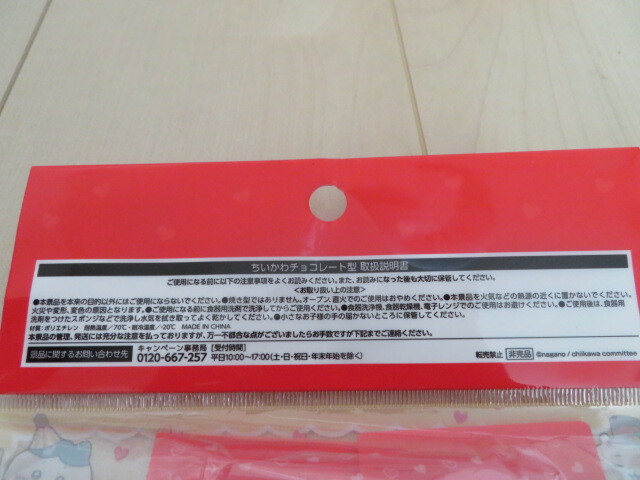 ちいかわチョコレート型 取扱説明書
ご使用になる前に以下の注意事項をよくお読みください。また、お読みになった後も大切に保管してください。
<お取り扱い上の注意>
●本景品を本来の目的以外にはご使用にならないでください。●焼き型ではありません。オーブン、直火でのご使用はおやめください。●本景品を火気などの熱源の近くに置かないでください。
火災や変形、変色の原因となります。●ご使用になる前に食器用洗剤で洗浄してからご使用ください。●食器洗浄機、食器乾燥機、電子レンジでのご使用はお避けください。●ご使用後は、食器用
洗剤をつけたスポンジなどで洗浄し水気を拭き取ってよく乾かしてください。●小さなお子様の手の届かないところに保管してください。
材質：ポリエチレン 耐熱温度／70℃・耐冷温度／-20℃ MADE IN CHINA
本景品の管理、発送には充分な注意を払っておりますが、万一不都合な点がございましたらお手数ですが下記までご連絡ください。
景品に関するお問い合わせ先 キャンペーン事務局 [受付時間]
0120-667-257 平日10:00～17:00(土・日・祝日・年末年始を除く)
転売禁止 非売品 ©nagano / chiikawa committee